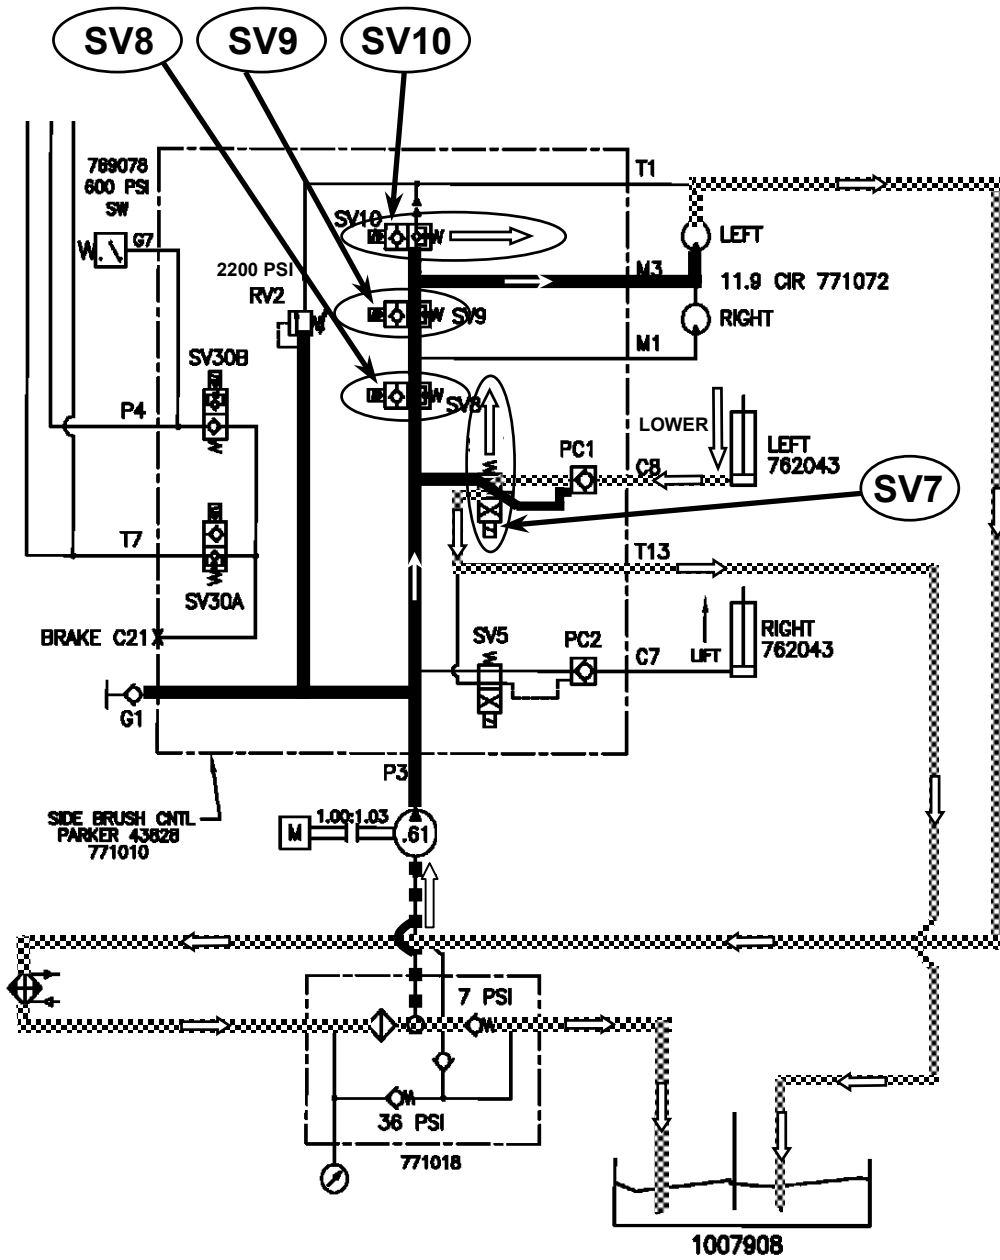 SV8 SV9 SV10
769078
600 PSI
SW
T1
W
G7
SV10
LEFT
2200 PSI
RV2
M3
11.9 CIR 771072
SV9
RIGHT
M1
SV30B
SV8
P4
LOWER
PC1
LEFT
762043
C8
SV7
T7
T13
SV30A
BRAKE C21
SV5
PC2
LIFT
RIGHT
762043
C7
G1
P3
SIDE BRUSH CNTL
PARKER 43828
771010
M
1.00:1.03
.61
7 PSI
36 PSI
771018
1007908